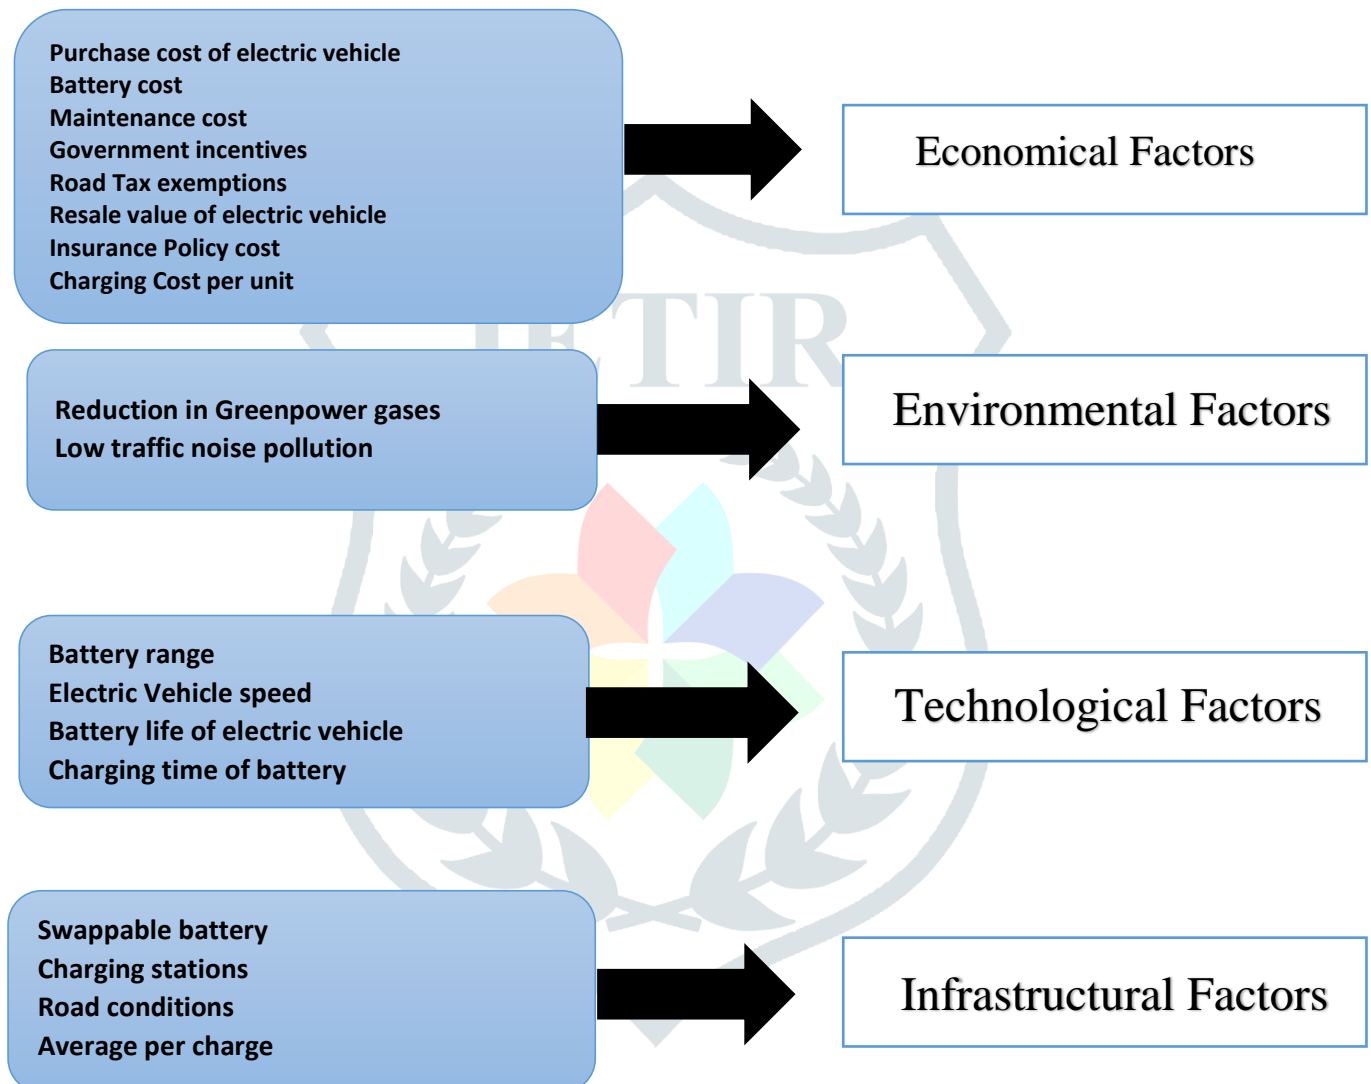 Purchase cost of electric vehicle
Battery cost
Maintenance cost
Government incentives
Road Tax exemptions
Resale value of electric vehicle
Insurance Policy cost
Charging Cost per unit
Economical Factors
JETIR
Reduction in Greenpower gases
Low traffic noise pollution
Environmental Factors
Battery range
Electric Vehicle speed
Battery life of electric vehicle
Charging time of battery
Technological Factors
Swappable battery
Charging stations
Road conditions
Average per charge
Infrastructural Factors